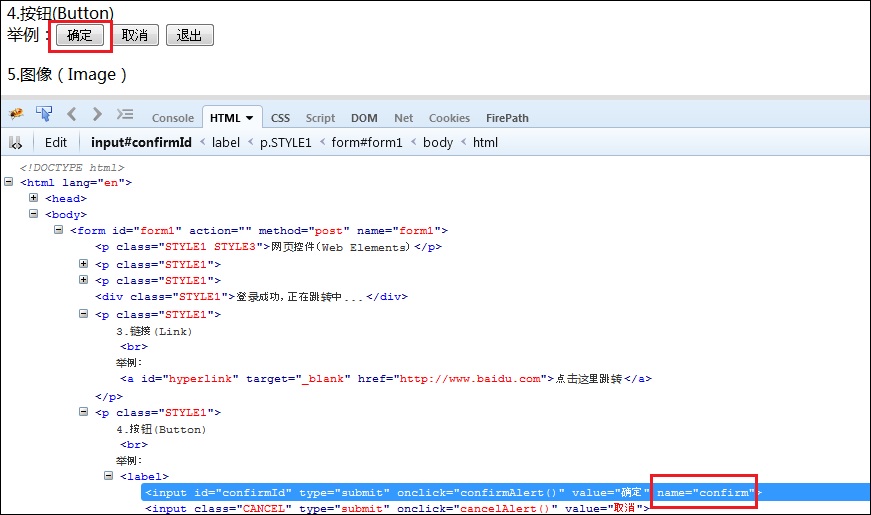 4.按钮(Button)
举例： 确定 取消 退出
5.图像（Image）
Console HTML CSS Script DOM Net Cookies FirePath
Edit input#confirmId < label < p.STYLE1 < form#form1 < body < html
<!DOCTYPE html>
<html lang="en">
<head>
<body>
<form id="form1" action="" method="post" name="form1">
<p class="STYLE1 STYLE3">网页控件(Web Elements)</p>
<p class="STYLE1">
<p class="STYLE1">
<div class="STYLE1">登录成功,正在跳转中...</div>
<p class="STYLE1">
3.链接(Link)
<br>
举例:
<a id="hyperlink" target="_blank" href="http://www.baidu.com">点击这里跳转</a>
</p>
<p class="STYLE1">
4.按钮(Button)
<br>
举例:
<label>
<input id="confirmId" type="submit" onclick="confirmAlert()" value="确定" name="confirm">
<input class="CANCEL" type="submit" onclick="cancelAlert()" value="取消">